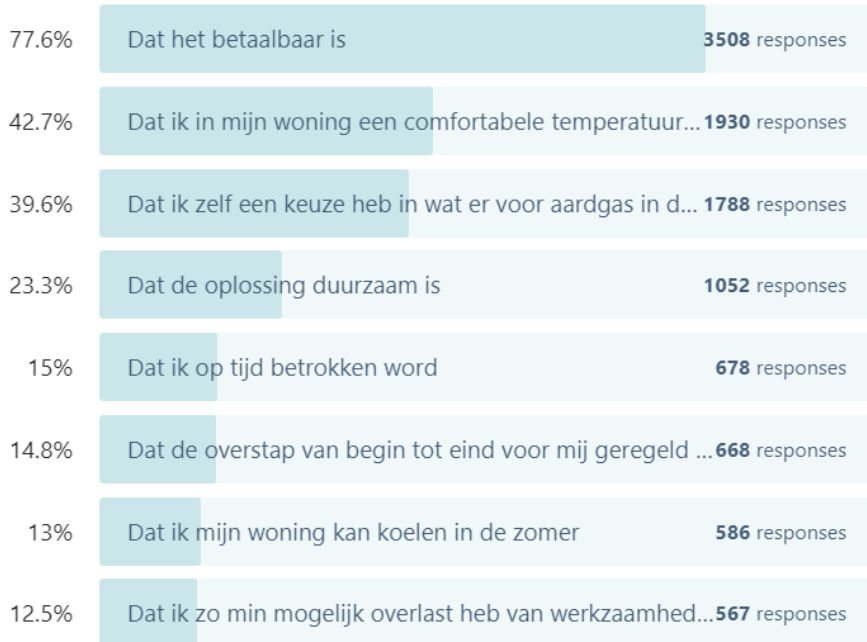 77.6% Dat het betaalbaar is 3508 responses
42.7% Dat ik in mijn woning een comfortabele temperatuur... 1930 responses
39.6% Dat ik zelf een keuze heb in wat er voor aardgas in d... 1788 responses
23.3% Dat de oplossing duurzaam is 1052 responses
15% Dat ik op tijd betrokken word 678 responses
14.8% Dat de overstap van begin tot eind voor mij geregeld ... 668 responses
13% Dat ik mijn woning kan koelen in de zomer 586 responses
12.5% Dat ik zo min mogelijk overlast heb van werkzaamhed... 567 responses